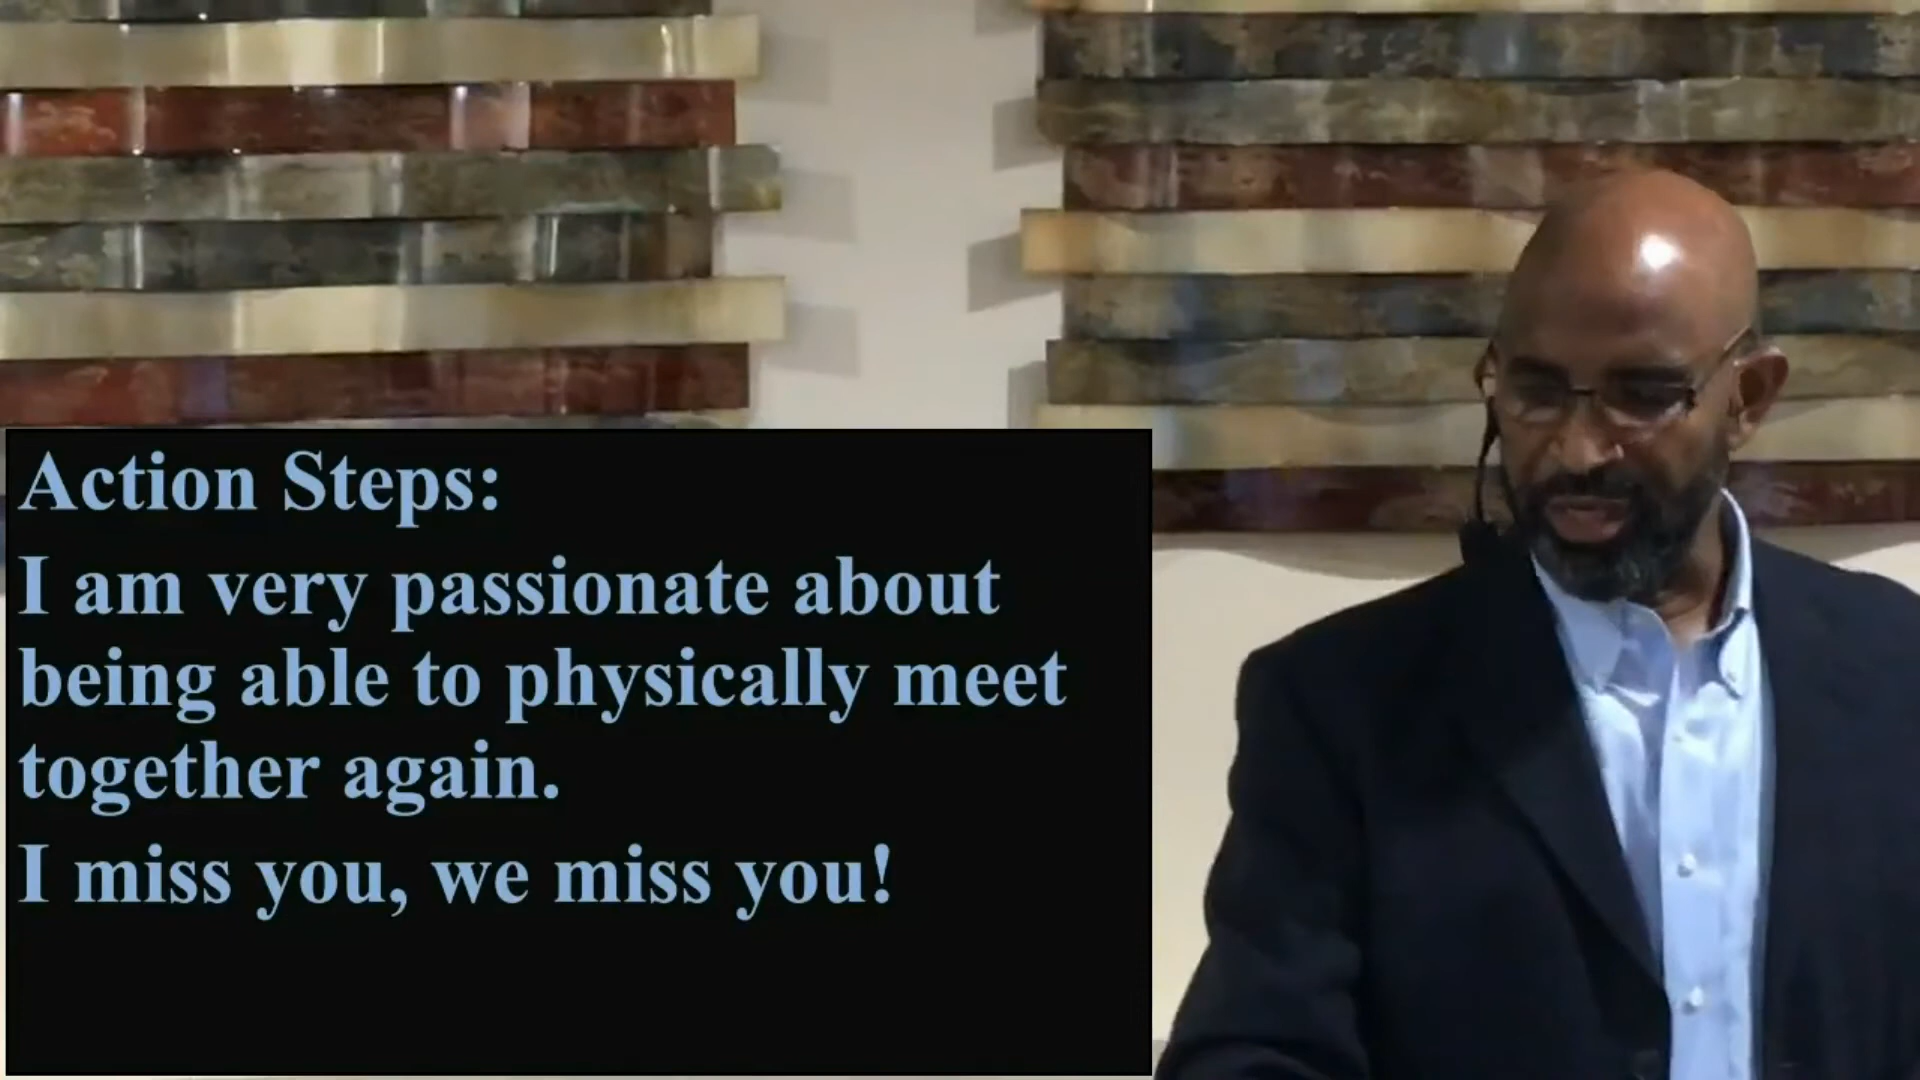 Action Steps:
I am very passionate about
being able to physically meet
together again.
I miss you, we miss you!